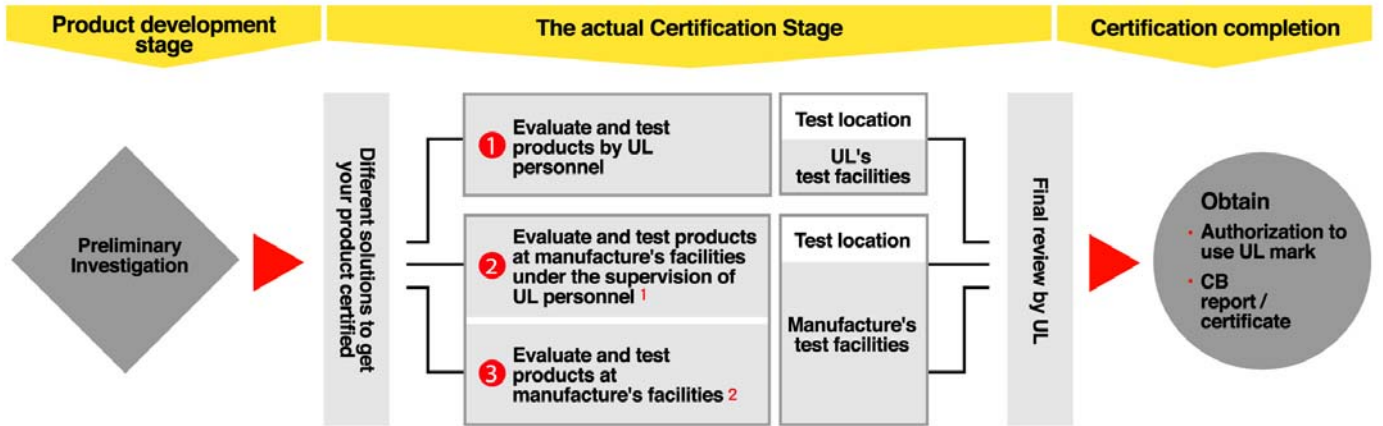 Product development
stage
The actual Certification Stage
Certification completion
Preliminary
Investigation
Different solutions to get
your product certified
1 Evaluate and test
products by UL
personnel
Test location
UL's
test facilities
2 Evaluate and test products
at manufacture's facilities
under the supervision of
UL personnel 1
3 Evaluate and test
products at
manufacture's facilities 2
Test location
Manufacture's
test facilities
Final review by UL
Obtain
• Authorization to
use UL mark
• CB
report /
certificate